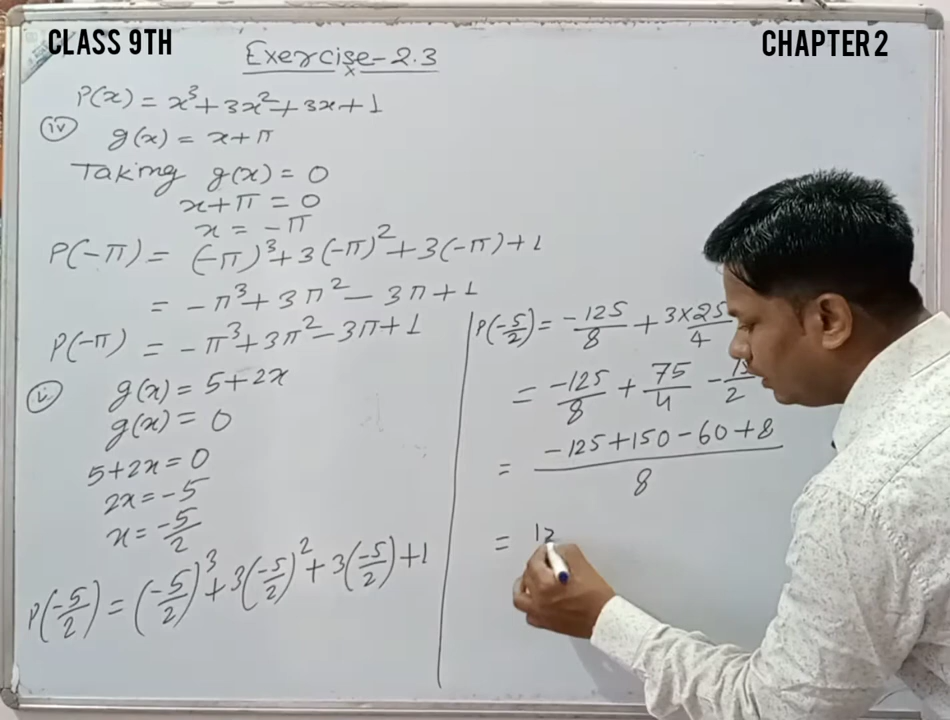 CLASS 9TH
CHAPTER 2
Exercise-2.3
P(x) = x³ + 3x² + 3x + 1
(iv) g(x) = x + π
Taking g(x) = 0
x + π = 0
x = -π
P(-π) = (-π)³ + 3(-π)² + 3(-π) + 1
= -π³ + 3π² - 3π + 1
P(-π) = -π³ + 3π² - 3π + 1
(v) g(x) = 5 + 2x
g(x) = 0
5 + 2x = 0
2x = -5
x = -5/2
P(-5/2) = (-5/2)³ + 3(-5/2)² + 3(-5/2) + 1
P(-5/2) = -125/8 + 3×25/4
= -125/8 + 75/4 - 15/2
= (-125 + 150 - 60 + 8)/8
=